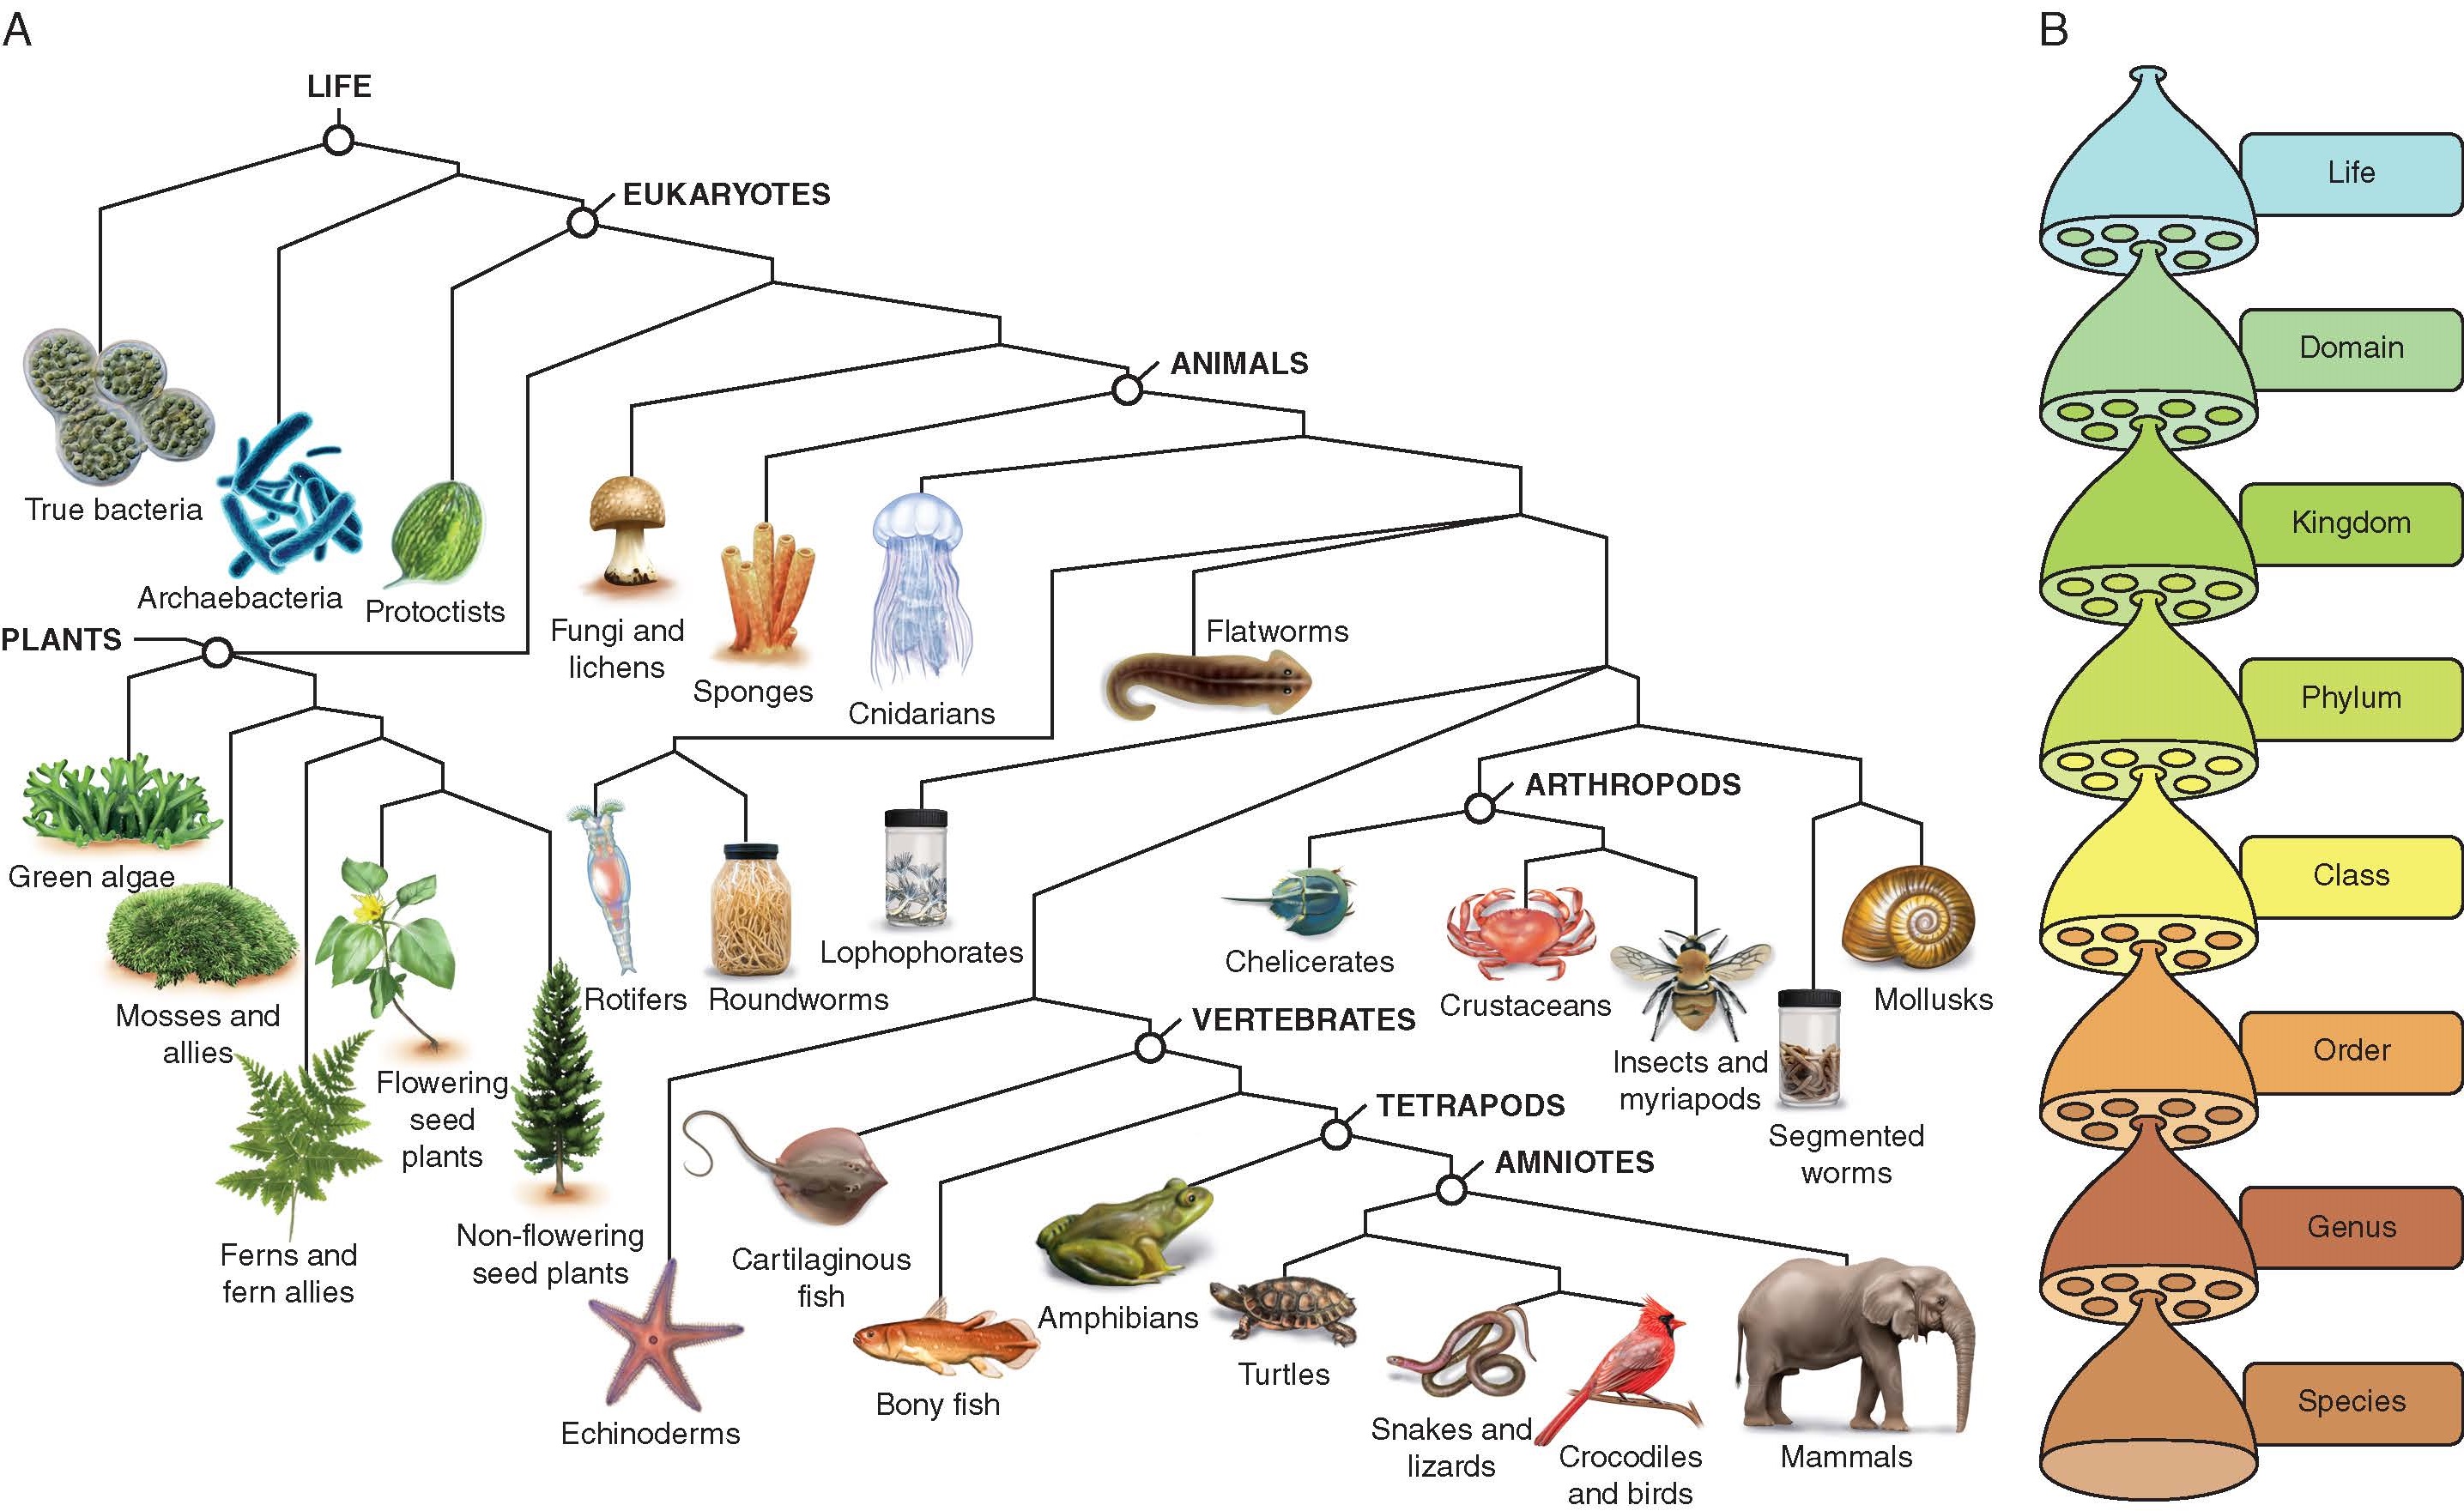 A
B
LIFE
EUKARYOTES
ANIMALS
True bacteria
Archaebacteria
Protoctists
PLANTS
Fungi and
lichens
Sponges
Cnidarians
Flatworms
Green algae
Mosses and
allies
Ferns and
fern allies
Flowering
seed
plants
Non-flowering
seed plants
Rotifers
Roundworms
Lophophorates
ARTHROPODS
Chelicerates
Crustaceans
Insects and
myriapods
Segmented
worms
Mollusks
VERTEBRATES
TETRAPODS
AMNIOTES
Echinoderms
Cartilaginous
fish
Bony fish
Amphibians
Turtles
Snakes and
lizards
Crocodiles
and birds
Mammals
Life
Domain
Kingdom
Phylum
Class
Order
Genus
Species